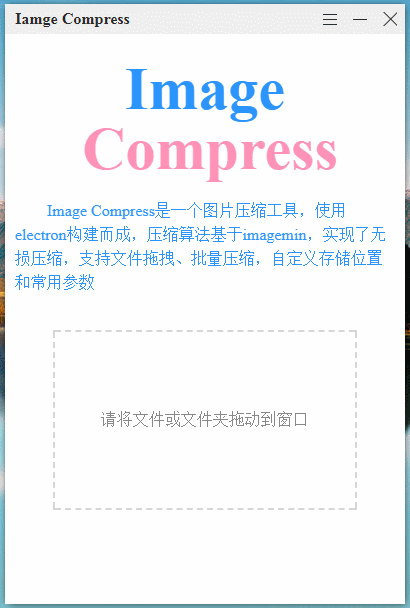 Iamge Compress
Image
Compress
Image Compress是一个图片压缩工具，使用
electron构建而成，压缩算法基于imagemin，实现了无
损压缩，支持文件拖拽、批量压缩，自定义存储位置
和常用参数
请将文件或文件夹拖动到窗口